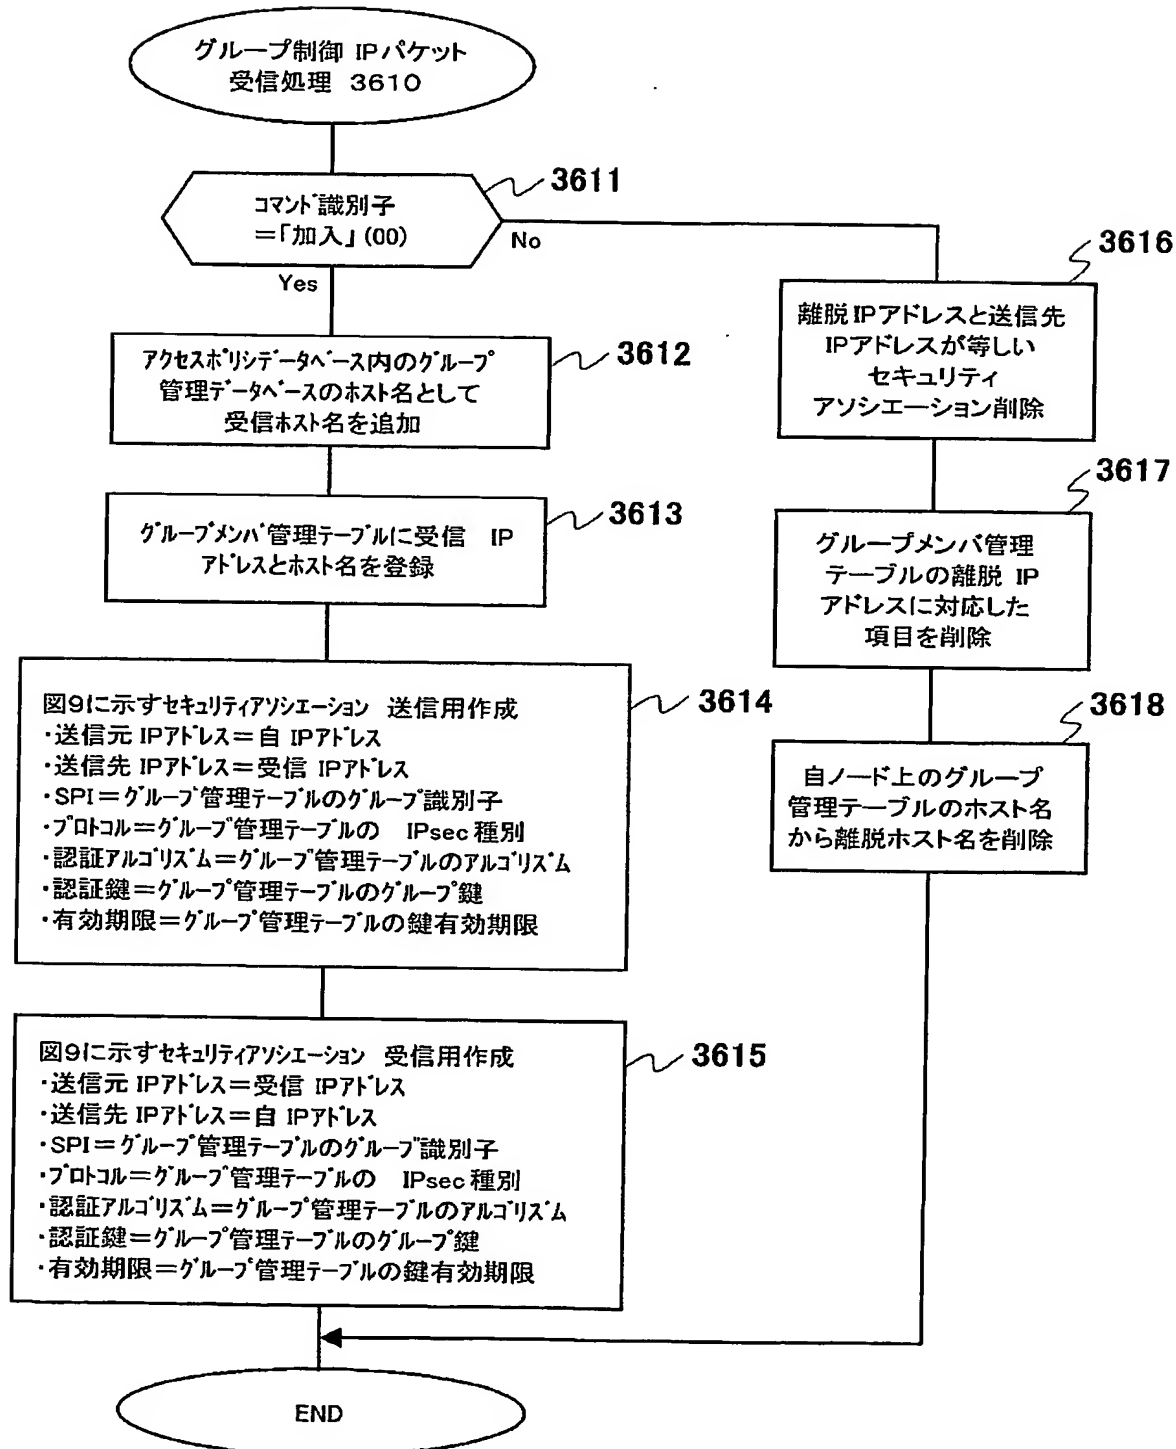 グループ制御 IPパケット
受信処理 3610
コマンド識別子
＝「加入」(00)
3611
No
Yes
アクセスポリシデータベース内のグループ
管理データベースのホスト名として
受信ホスト名を追加
3612
グループメンバ管理テーブルに受信 IP
アドレスとホスト名を登録
3613
図9に示すセキュリティアソシエーション 送信用作成
・送信元 IPアドレス＝自 IPアドレス
・送信先 IPアドレス＝受信 IPアドレス
・SPI＝グループ管理テーブルのグループ識別子
・プロトコル＝グループ管理テーブルの IPsec 種別
・認証アルゴリズム＝グループ管理テーブルのアルゴリズム
・認証鍵＝グループ管理テーブルのグループ鍵
・有効期限＝グループ管理テーブルの鍵有効期限
3614
図9に示すセキュリティアソシエーション 受信用作成
・送信元 IPアドレス＝受信 IPアドレス
・送信先 IPアドレス＝自 IPアドレス
・SPI＝グループ管理テーブルのグループ識別子
・プロトコル＝グループ管理テーブルの IPsec 種別
・認証アルゴリズム＝グループ管理テーブルのアルゴリズム
・認証鍵＝グループ管理テーブルのグループ鍵
・有効期限＝グループ管理テーブルの鍵有効期限
3615
3616
離脱 IPアドレスと送信先
IPアドレスが等しい
セキュリティ
アソシエーション削除
3617
グループメンバ管理
テーブルの離脱 IP
アドレスに対応した
項目を削除
3618
自ノード上のグループ
管理テーブルのホスト名
から離脱ホスト名を削除
END